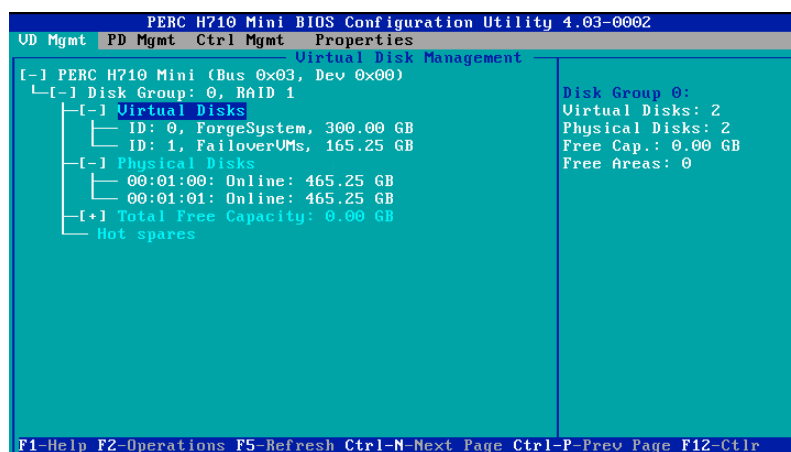 PERC H710 Mini BIOS Configuration Utility 4.03-0002
VD Mgmt PD Mgmt Ctrl Mgmt Properties
Virtual Disk Management
[-] PERC H710 Mini (Bus 0x03, Dev 0x00)
[-] Disk Group: 0, RAID 1
[-] Virtual Disks
ID: 0, ForgeSystem, 300.00 GB
ID: 1, FailoverVMs, 165.25 GB
[-] Physical Disks
00:01:00: Online: 465.25 GB
00:01:01: Online: 465.25 GB
[+] Total Free Capacity: 0.00 GB
Hot spares
Disk Group 0:
Virtual Disks: 2
Physical Disks: 2
Free Cap.: 0.00 GB
Free Areas: 0
F1-Help F2-Operations F5-Refresh Ctrl-N-Next Page Ctrl-P-Prev Page F12-Ctlr